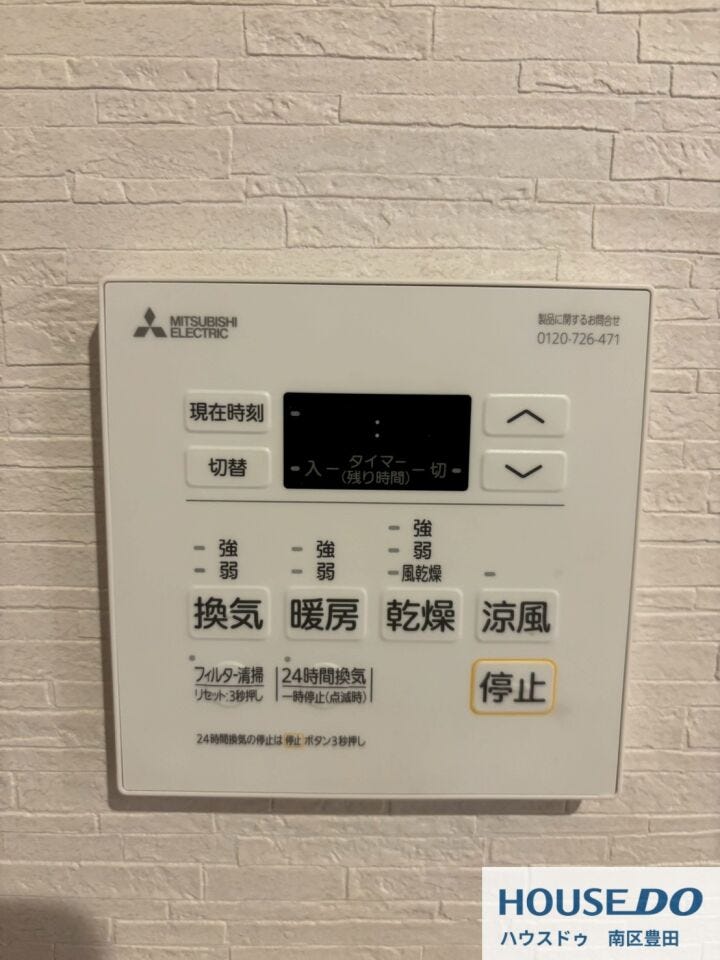 MITSUBISHI
ELECTRIC
製品に関するお問合せ
0120-726-471
現在時刻
切替
:
入 タイマー 切
(残り時間)
強
強
強
弱
弱
弱
風乾燥
換気
暖房
乾燥
涼風
フィルター清掃
リセット:3秒押し
24時間換気
一時停止(点滅時)
停止
24時間換気の停止は 停止 ボタン3秒押し
HOUSEDO
ハウスドゥ 南区豊田